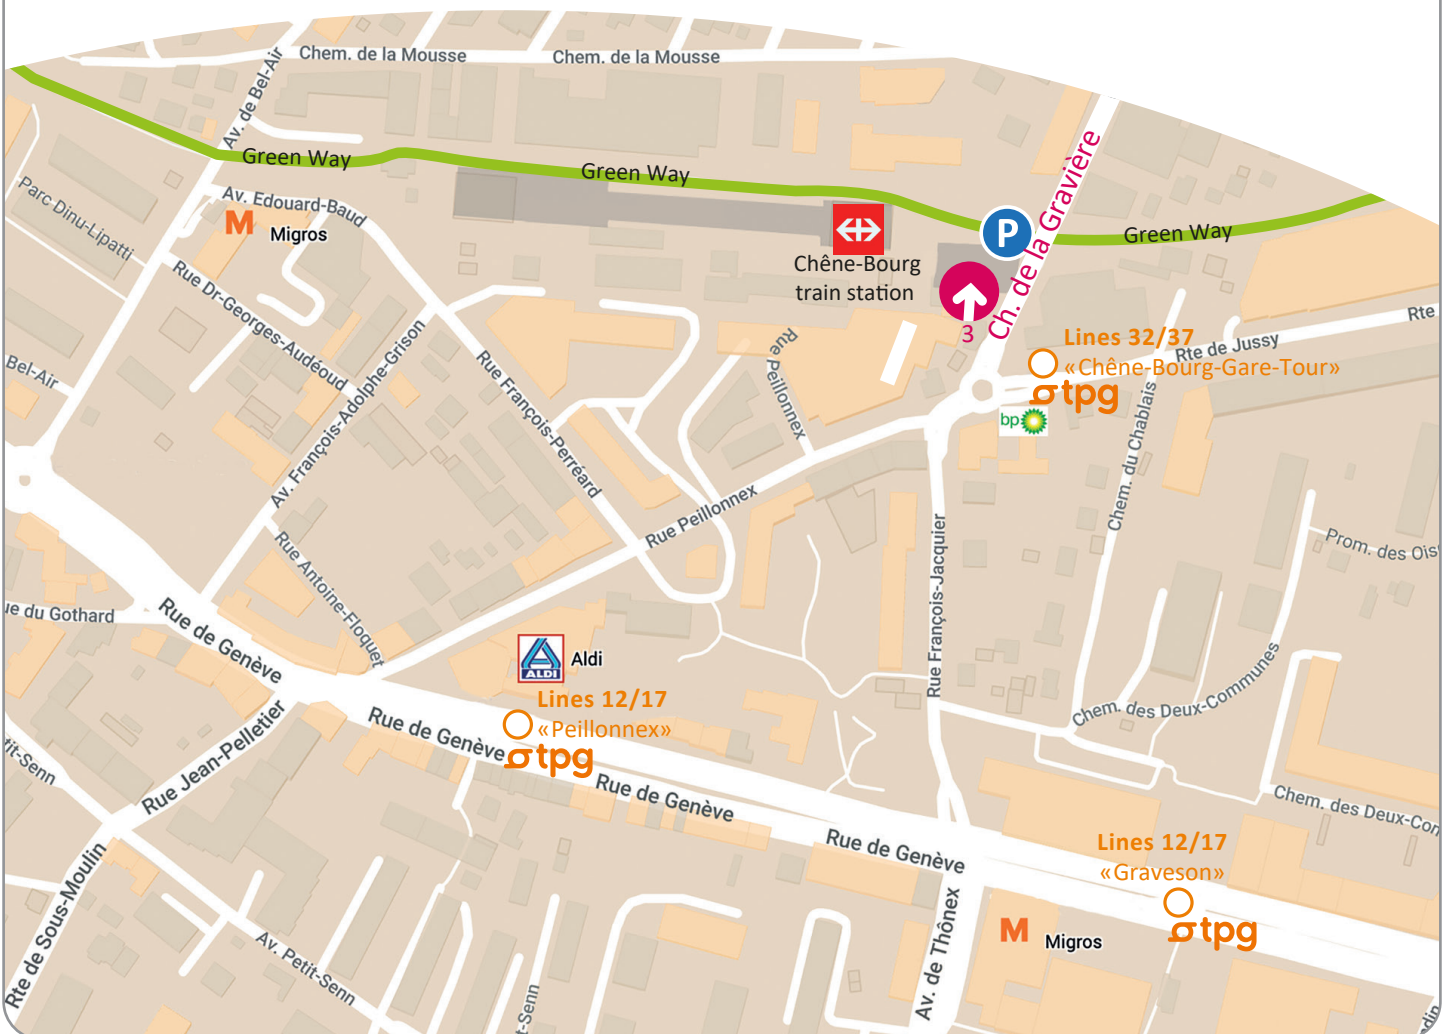 Chem. de la Mousse
Chem. de la Mousse
Av. de Bel-Air
Green Way
Green Way
Green Way
Ch. de la Gravière
Parc Dinu-Lipatti
Av. Edouard-Baud
M
Migros
P
Chêne-Bourg
train station
3
Rue Dr-Georges-Audéoud
Av. François-Adolphe-Grison
Bel-Air
Rue François-Perréard
Rue Peillonnex
Lines 32/37
«Chêne-Bourg-Gare-Tour»
tpg
Rte de Jussy
Rte
bp
Chem. du Chablais
Rue Peillonnex
Rue Antoine-Floquet
Rue François-Jacquier
Prom. des Ois
ue du Gothard
Rue de Genève
ALDI
Aldi
Lines 12/17
«Peillonnex»
tpg
Rue de Genève
Rue de Genève
Rue de Genève
Chem. des Deux-Communes
Chem. des Deux-Con
tit-Senn
Rue Jean-Pelletier
Rte de Sous-Moulin
Av. Petit-Senn
t-Senn
Av. de Thônex
Lines 12/17
«Graveson»
tpg
M
Migros
edin